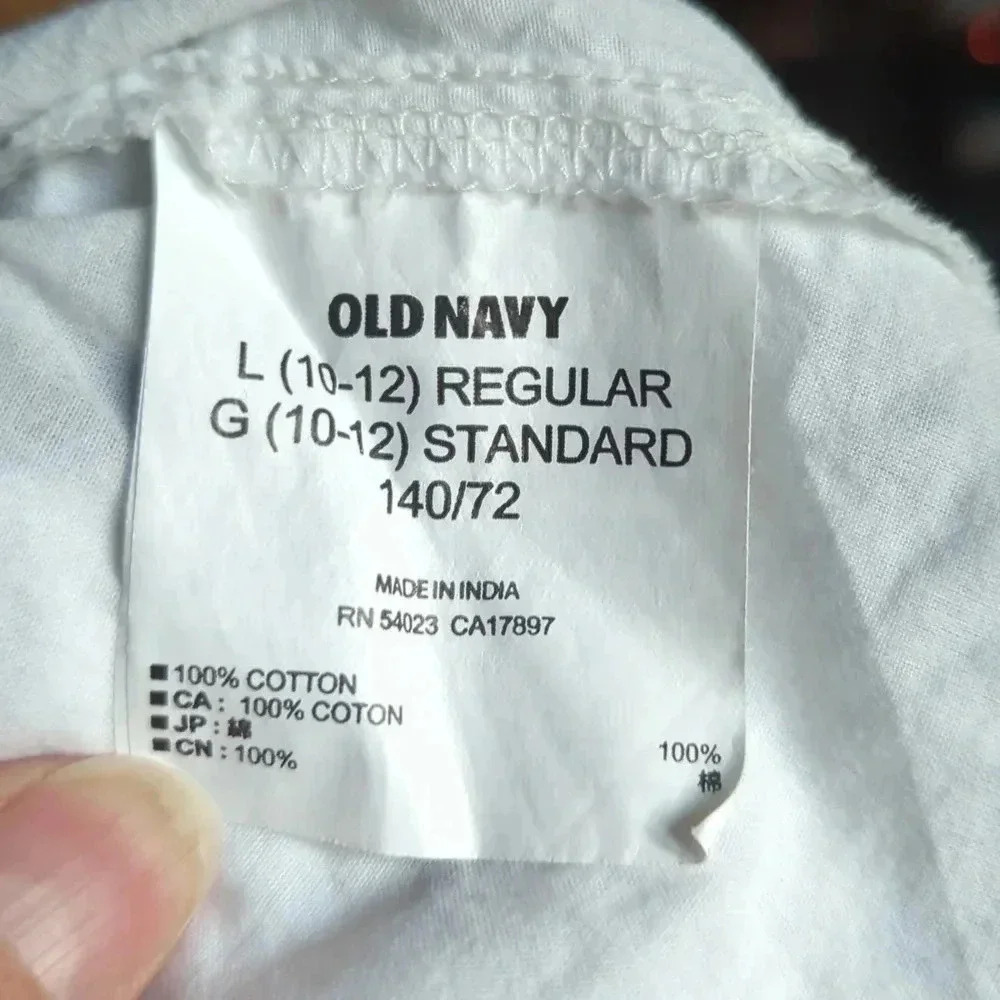 OLD NAVY
L (10-12) REGULAR
G (10-12) STANDARD
140/72
MADE IN INDIA
RN 54023 CA17897
■ 100% COTTON
■ CA : 100% COTON
■ JP : 綿 100%
■ CN : 100% 棉